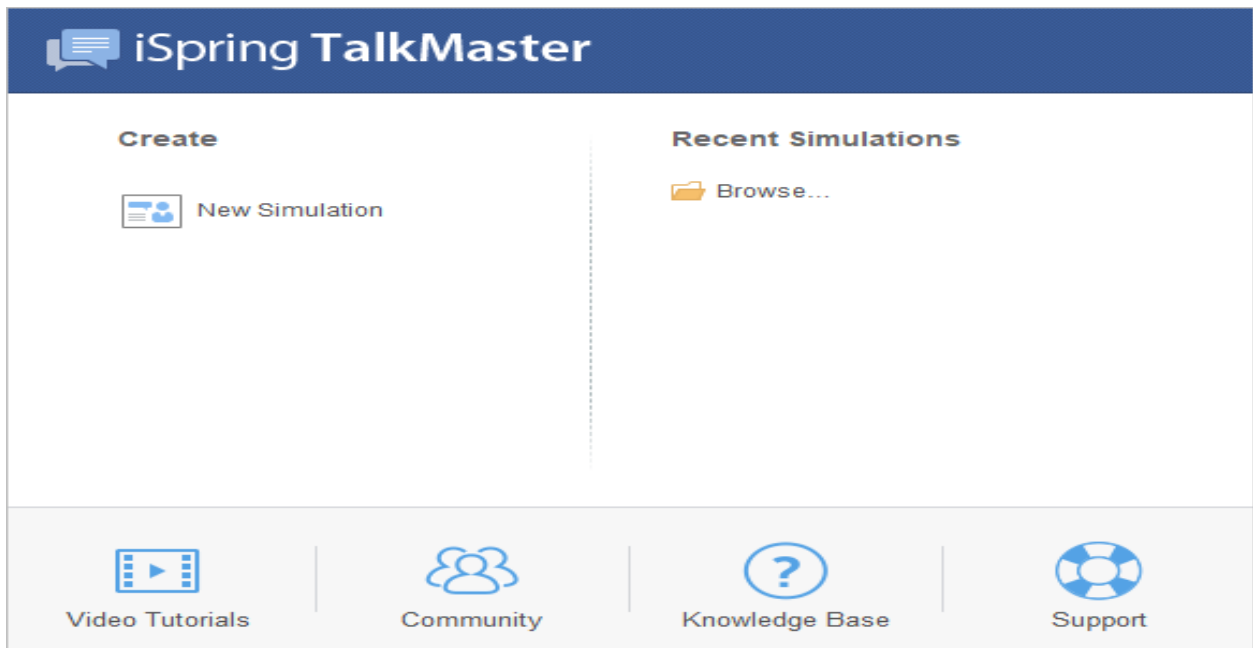 iSpring TalkMaster
Create
New Simulation
Recent Simulations
Browse...
Video Tutorials
Community
Knowledge Base
Support